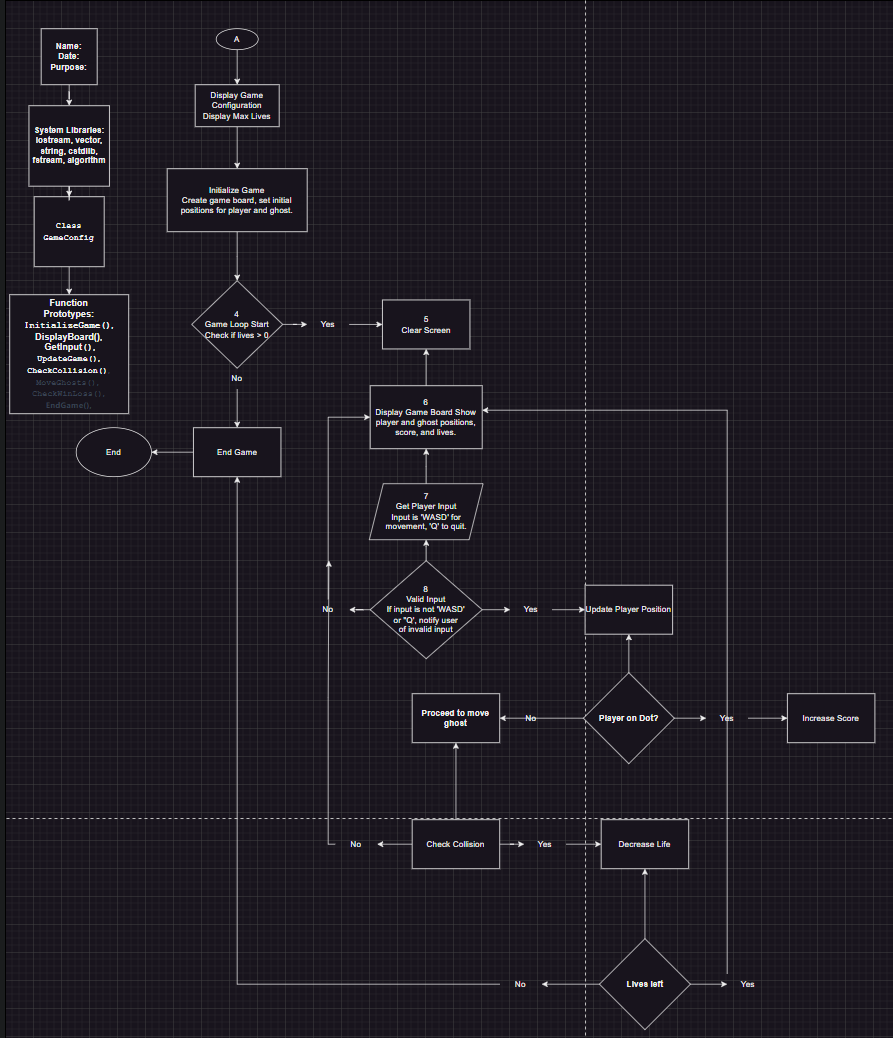 Name:
Date:
Purpose:
System Libraries:
iostream, vector,
string, cstdlib,
fstream, algorithm
Class
GameConfig
Function
Prototypes:
InitialiseGame(),
DisplayBoard(),
GetInput(),
UpdateGame(),
CheckCollision()
MoveGhosts(),
CheckWinLoss(),
EndGame(),
A
Display Game
Configuration
Display Max Lives
Initialize Game
Create game board, set initial
positions for player and ghost.
4
Game Loop Start
Check if lives > 0
Yes
No
5
Clear Screen
6
Display Game Board Show
player and ghost positions,
score, and lives.
End
End Game
7
Get Player Input
Input is 'WASD' for
movement, 'Q' to quit.
8
Valid Input
If input is not 'WASD'
or "Q', notify user
of invalid input
No
Yes
Update Player Position
Proceed to move
ghost
No
Player on Dot?
Yes
Increase Score
No
Check Collision
Yes
Decrease Life
No
Lives left
Yes